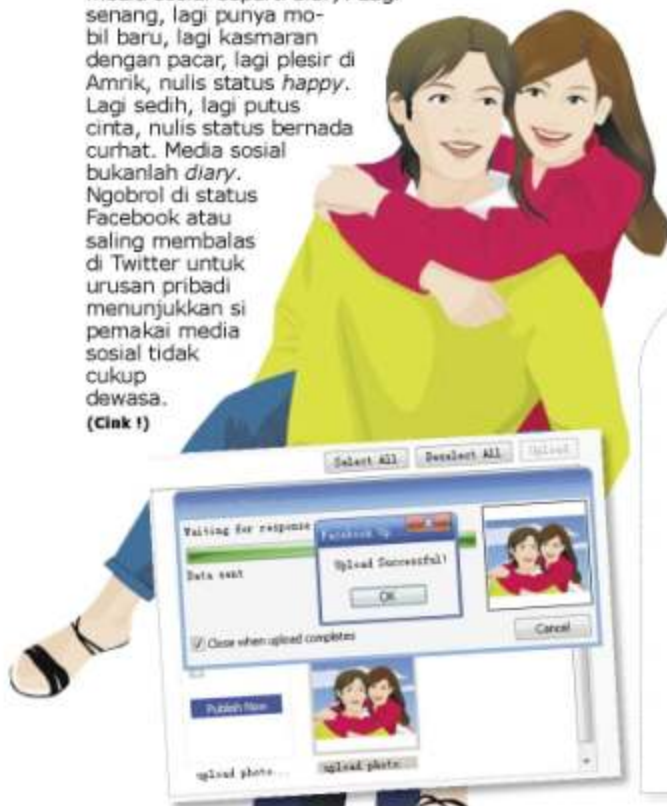 senang, lagi punya mo-
bil baru, lagi kasmaran
dengan pacar, lagi plesir di
Amrik, nulis status happy.
Lagi sedih, lagi putus
cinta, nulis status bernada
curhat. Media sosial
bukanlah diary.
Ngobrol di status
Facebook atau
saling membalas
di Twitter untuk
urusan pribadi
menunjukkan si
pemakai media
sosial tidak
cukup
dewasa.
(Cink !)
Select All Deselect All Upload
Waiting for response
Facebook Up
Upload Successful!
Data sent
OK
Close when upload completes
Cancel
Publish Now
upload photo... upload photo